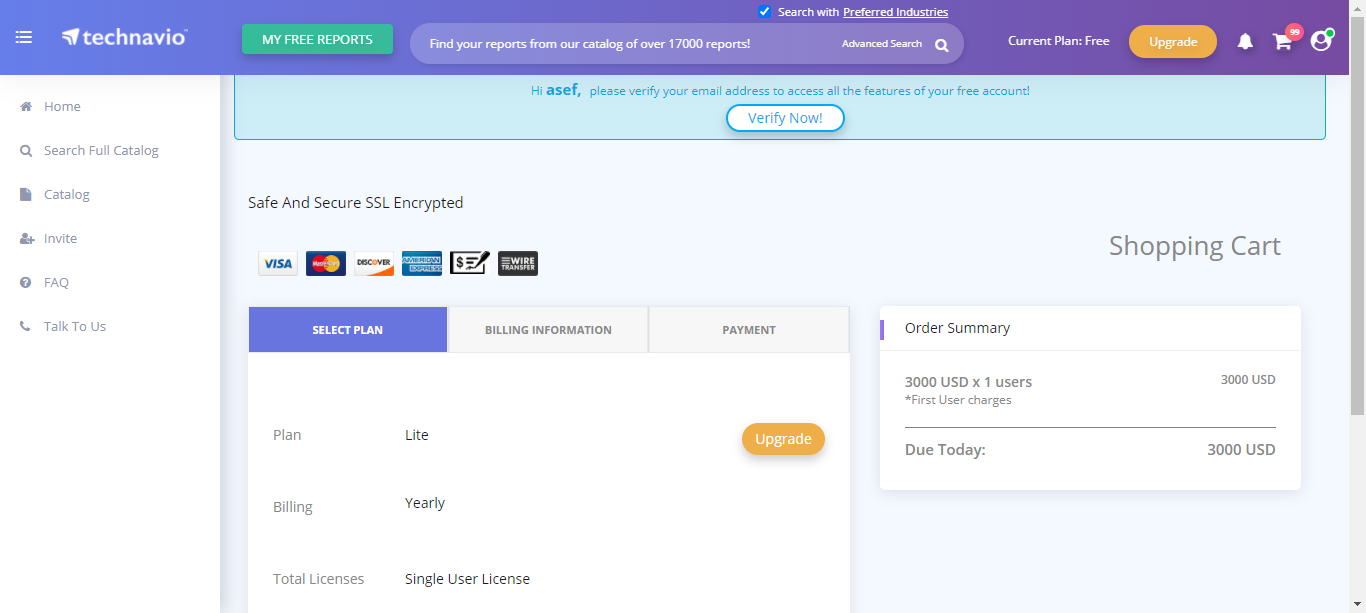 Search with Preferred Industries
technavio™
MY FREE REPORTS
Find your reports from our catalog of over 17000 reports!
Advanced Search
Current Plan: Free
Upgrade
99
Hi asef, please verify your email address to access all the features of your free account!
Verify Now!
Home
Search Full Catalog
Catalog
Invite
FAQ
Talk To Us
Safe And Secure SSL Encrypted
VISA
MasterCard
DISCOVER
AMERICAN EXPRESS
$
WIRE TRANSFER
Shopping Cart
SELECT PLAN
BILLING INFORMATION
PAYMENT
Plan
Lite
Upgrade
Billing
Yearly
Total Licenses
Single User License
Order Summary
3000 USD x 1 users
3000 USD
*First User charges
Due Today:
3000 USD